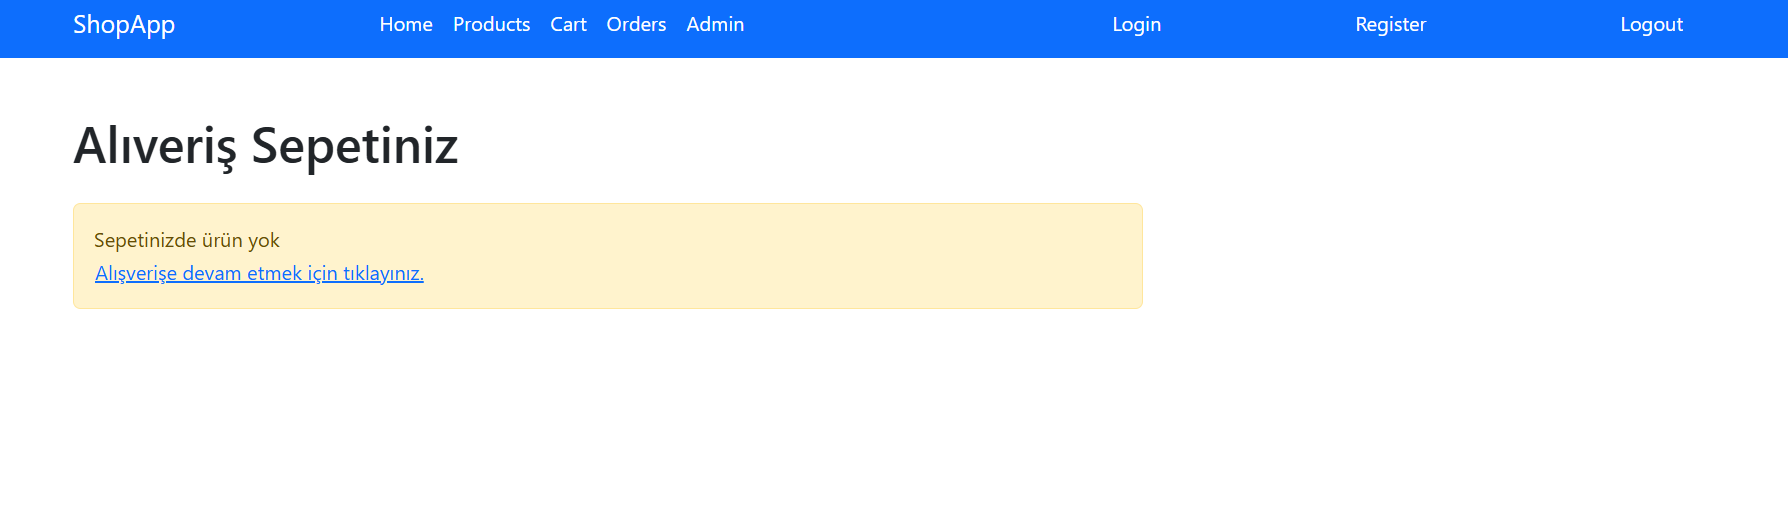 ShopApp Home Products Cart Orders Admin Login Register Logout
Alıveriş Sepetiniz
Sepetinizde ürün yok
Alışverişe devam etmek için tıklayınız.